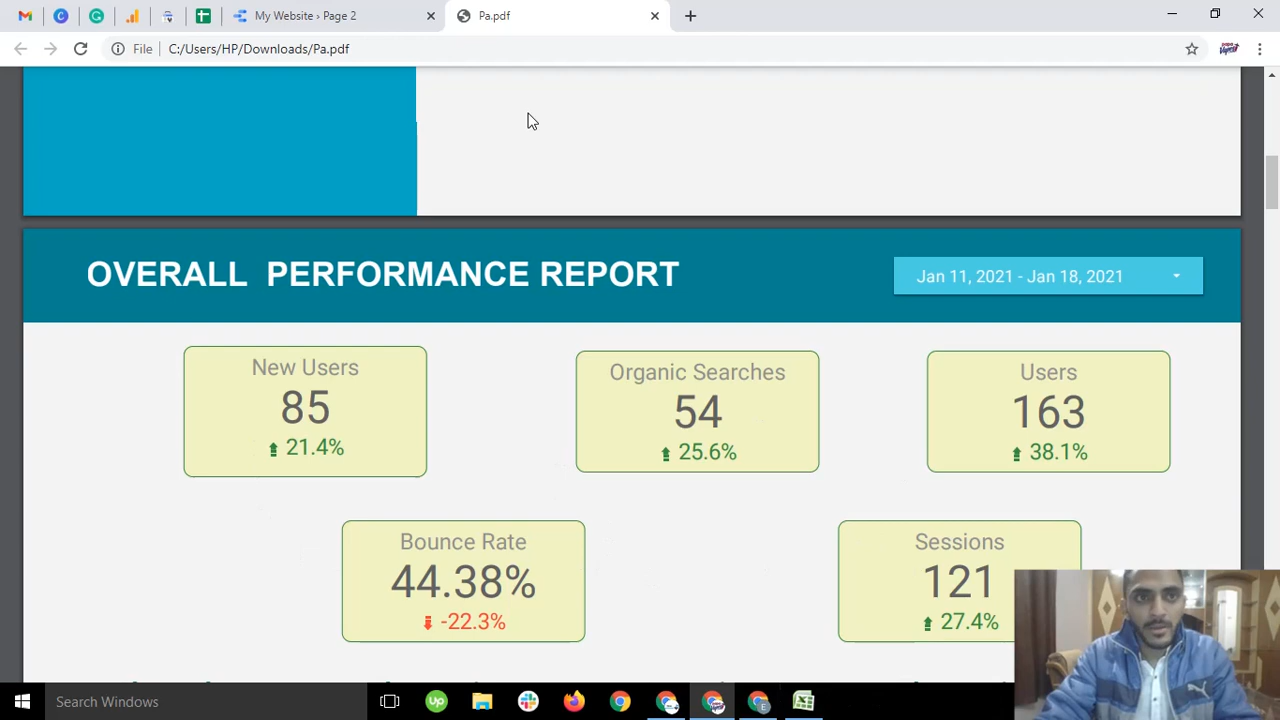 My Website › Page 2
Pa.pdf
File
C:/Users/HP/Downloads/Pa.pdf
OVERALL PERFORMANCE REPORT
Jan 11, 2021 - Jan 18, 2021
New Users
85
21.4%
Organic Searches
54
25.6%
Users
163
38.1%
Bounce Rate
44.38%
-22.3%
Sessions
121
27.4%
Search Windows
Up